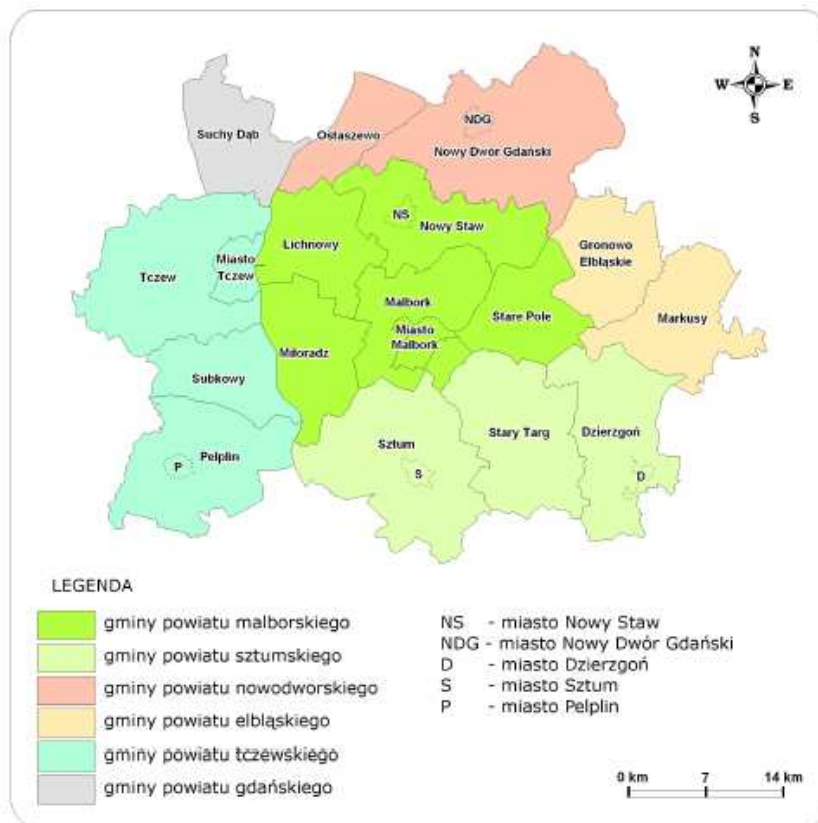 N
W E
S
Suchy Dąb
Ostaszewo
NDG
Nowy Dwór Gdański
NS
Nowy Staw
Lichnowy
Tczew
Miasto
Tczew
Gronowo
Elbląskie
Malbork
Stare Pole
Markusy
Miasto
Malbork
Miłoradz
Subkowy
Sztum
Stary Targ
Dzierzgoń
Pelplin
P
S
D
LEGENDA
gminy powiatu malborskiego
gminy powiatu sztumskiego
gminy powiatu nowodworskiego
gminy powiatu elbląskiego
gminy powiatu tczewskiego
gminy powiatu gdańskiego
NS - miasto Nowy Staw
NDG - miasto Nowy Dwór Gdański
D - miasto Dzierzgoń
S - miasto Sztum
P - miasto Pelplin
0 km 7 14 km